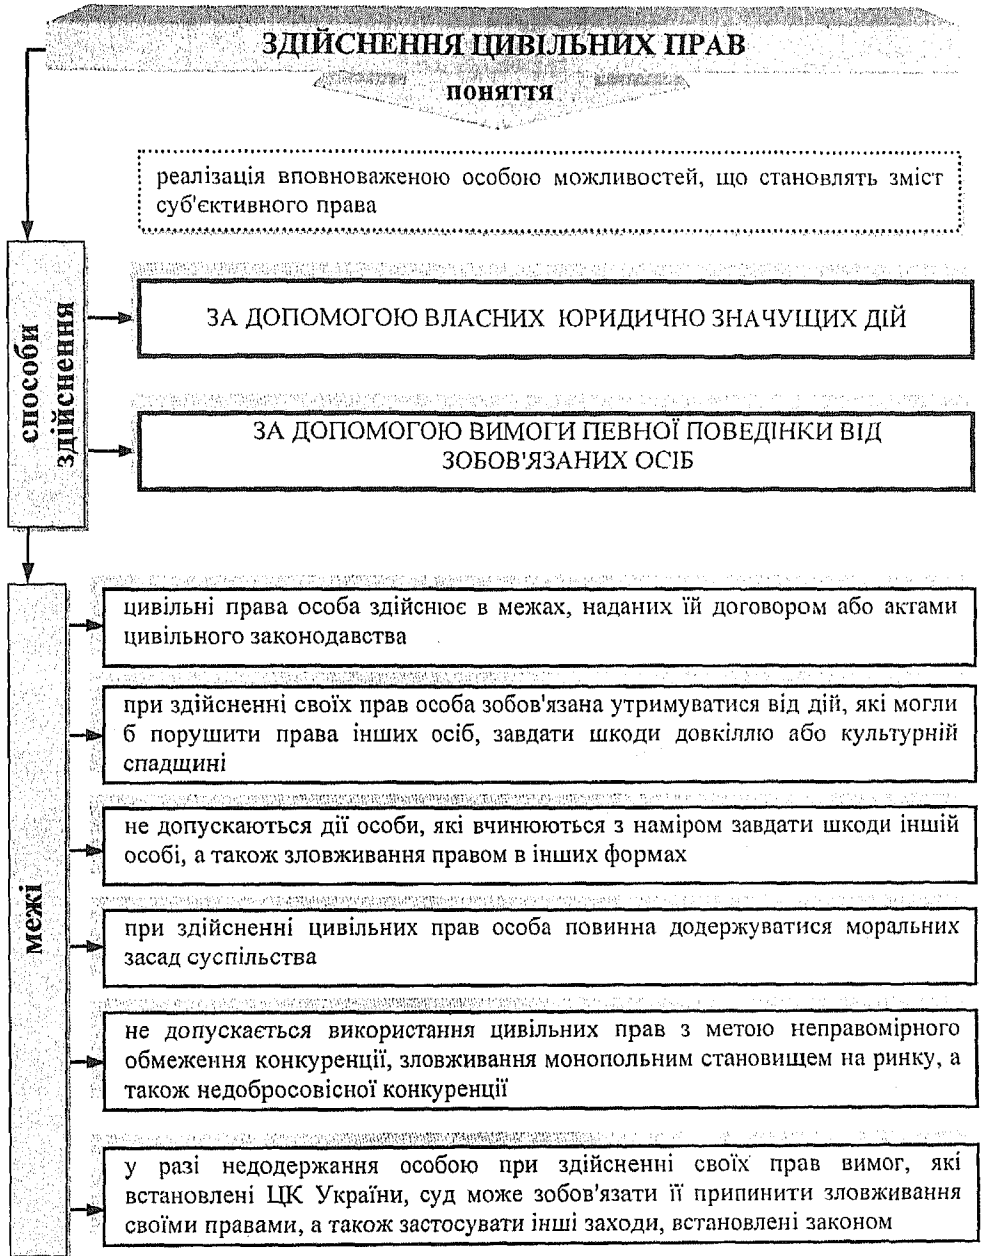 ЗДІЙСНЕННЯ ЦИВІЛЬНИХ ПРАВ
поняття
реалізація вповноваженою особою можливостей, що становлять зміст
суб'єктивного права
способи
здійснення
ЗА ДОПОМОГОЮ ВЛАСНИХ ЮРИДИЧНО ЗНАЧУЩИХ ДІЙ
ЗА ДОПОМОГОЮ ВИМОГИ ПЕВНОЇ ПОВЕДІНКИ ВІД
ЗОБОВ'ЯЗАНИХ ОСІБ
межі
цивільні права особа здійснює в межах, наданих їй договором або актами
цивільного законодавства
при здійсненні своїх прав особа зобов'язана утримуватися від дій, які могли
б порушити права інших осіб, завдати шкоди довкіллю або культурній
спадщині
не допускаються дії особи, які вчинюються з наміром завдати шкоди іншій
особі, а також зловживання правом в інших формах
при здійсненні цивільних прав особа повинна додержуватися моральних
засад суспільства
не допускається використання цивільних прав з метою неправомірного
обмеження конкуренції, зловживання монопольним становищем на ринку, а
також недобросовісної конкуренції
у разі недодержання особою при здійсненні своїх прав вимог, які
встановлені ЦК України, суд може зобов'язати її припинити зловживання
своїми правами, а також застосувати інші заходи, встановлені законом